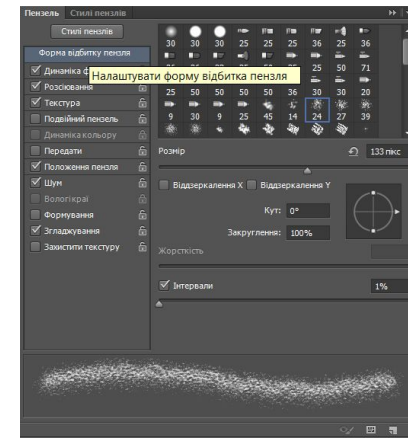 Пензель Стилі пензлів
Стилі пензлів
Форма відбитку пензля
Динаміка ф
Налаштувати форму відбитка пензля
Розсіювання
Текстура
Подвійний пензель
Динаміка кольору
Передати
Положення пензля
Шум
Вологі краї
Формування
Згладжування
Захистити текстуру
30 30 30 25 25 25 36 25 36
25 50 71
25 50 50 50 50 36 30 30 20
9 30 9 25 45 14 24 27 39
Розмір 133 пікс
Віддзеркалення X Віддзеркалення Y
Кут: 0°
Закруглення: 100%
Жорсткість
Інтервали 1%